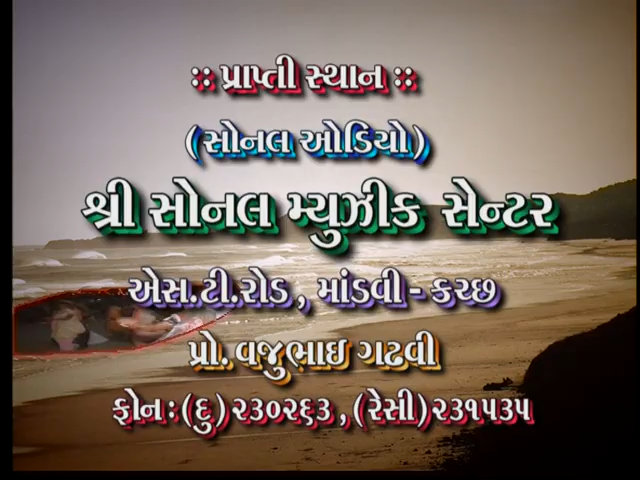 :: પ્રાપ્તી સ્થાન ::
(સોનલ ઓડિયો)
શ્રી સોનલ મ્યુઝીક સેન્ટર
એસ.ટી.રોડ , માંડવી - કચ્છ
પ્રો. વજુભાઇ ગઢવી
ફોન : (દુ) ૨૩૦૨૬૩ , (રેસી) ૨૩૧૫૩૫